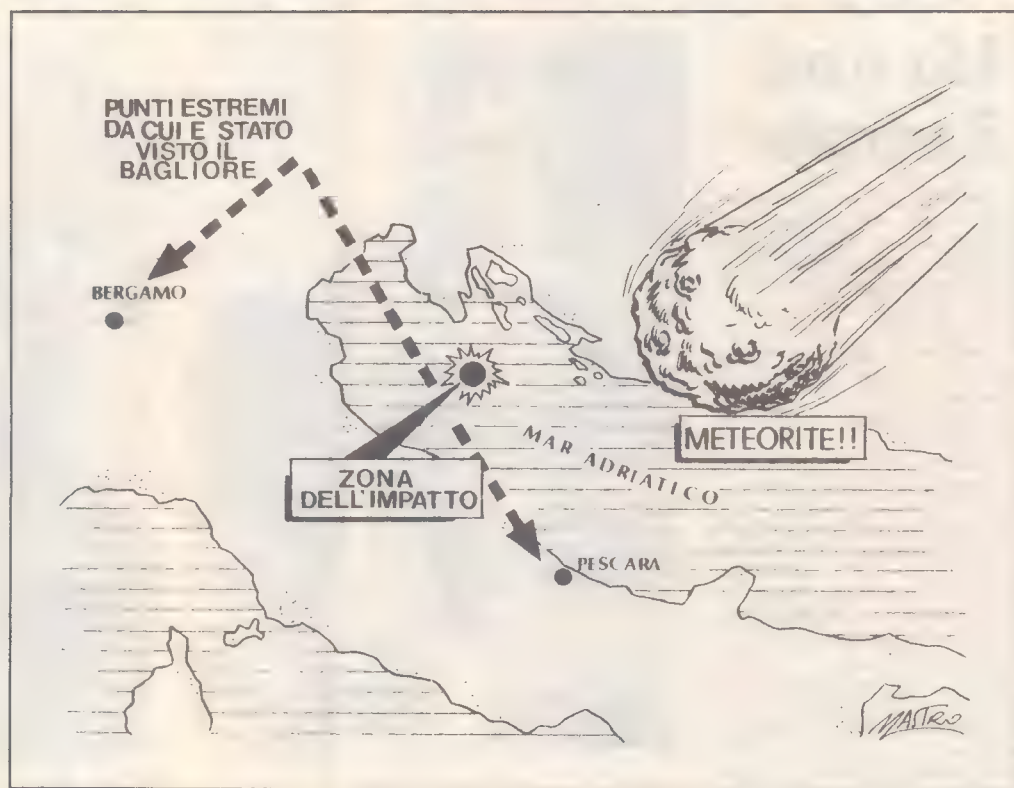 PUNTI ESTREMI
DA CUI E STATO
VISTO IL
BAGLIORE
BERGAMO
METEORITE!!
MAR ADRIATICO
ZONA
DELL'IMPATTO
PESCARA
MASTRO